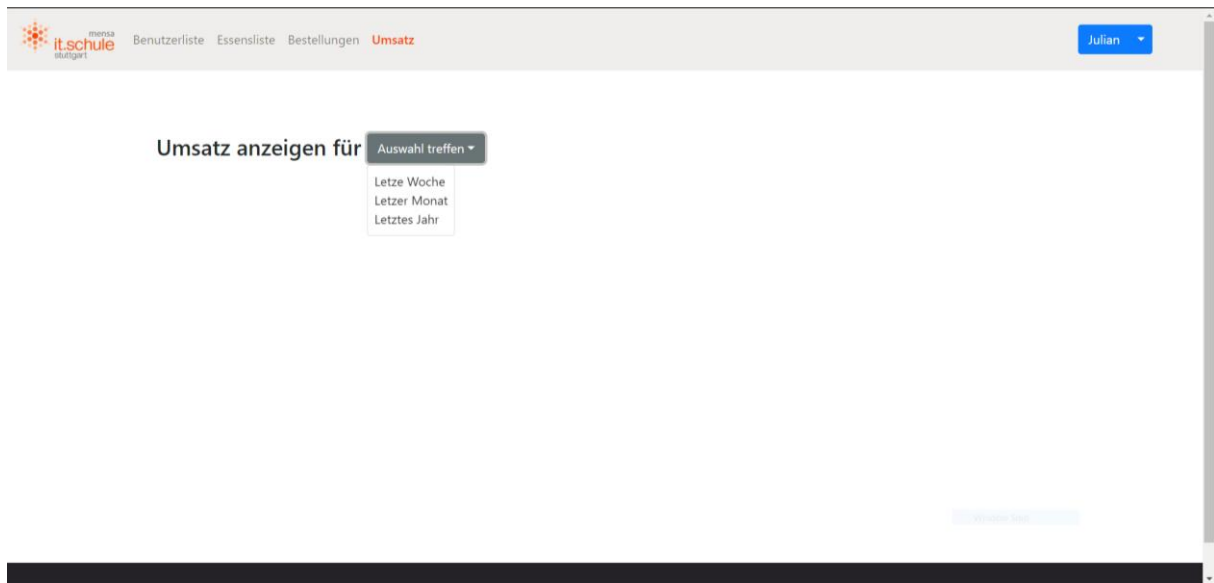 mensa
it.schule
stuttgart
Benutzerliste Essensliste Bestellungen Umsatz
Julian
Umsatz anzeigen für Auswahl treffen
Letze Woche
Letzer Monat
Letztes Jahr